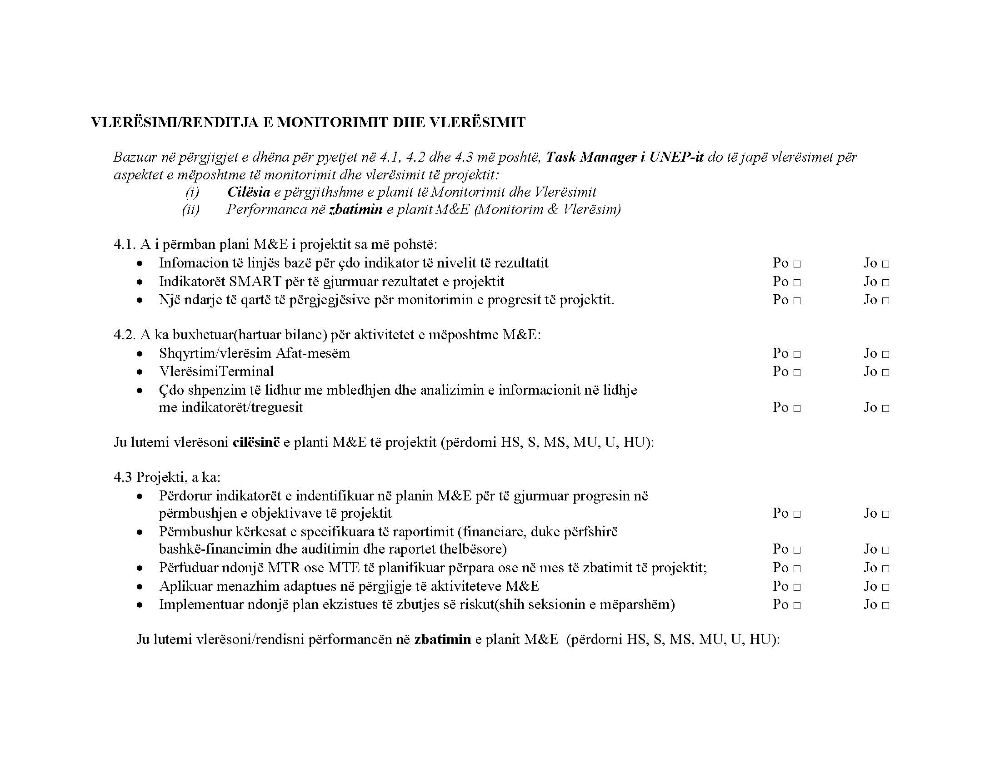 VLERËSIMI/RENDITJA E MONITORIMIT DHE VLERËSIMIT
Bazuar në përgjigjet e dhëna për pyetjet në 4.1, 4.2 dhe 4.3 më poshtë, Task Manager i UNEP-it do të japë vlerësimet për
aspektet e mëposhtme të monitorimit dhe vlerësimit të projektit:
(i) Cilësia e përgjithshme e planit të Monitorimit dhe Vlerësimit
(ii) Performanca në zbatimin e planit M&E (Monitorim & Vlerësim)
4.1. A i përmban plani M&E i projektit sa më pohstë:
• Infomacion të linjës bazë për çdo indikator të nivelit të rezultatit Po □ Jo □
• Indikatorët SMART për të gjurmuar rezultatet e projektit Po □ Jo □
• Një ndarje të qartë të përgjegjësive për monitorimin e progresit të projektit. Po □ Jo □
4.2. A ka buxhetuar(hartuar bilanc) për aktivitetet e mëposhtme M&E:
• Shqyrtim/vlerësim Afat-mesëm Po □ Jo □
• VlerësimiTerminal Po □ Jo □
• Çdo shpenzim të lidhur me mbledhjen dhe analizimin e informacionit në lidhje
me indikatorët/treguesit Po □ Jo □
Ju lutemi vlerësoni cilësinë e planti M&E të projektit (përdorni HS, S, MS, MU, U, HU):
4.3 Projekti, a ka:
• Përdorur indikatorët e indentifikuar në planin M&E për të gjurmuar progresin në
përmbushjen e objektivave të projektit Po □ Jo □
• Përmbushur kërkesat e specifikuara të raportimit (financiare, duke përfshirë
bashkë-financimin dhe auditimin dhe raportet thelbësore) Po □ Jo □
• Përfuduar ndonjë MTR ose MTE të planifikuar përpara ose në mes të zbatimit të projektit; Po □ Jo □
• Aplikuar menazhim adaptues në përgjigje të aktiviteteve M&E Po □ Jo □
• Implementuar ndonjë plan ekzistues të zbutjes së riskut(shih seksionin e mëparshëm) Po □ Jo □
Ju lutemi vlerësoni/rendisni përformancën në zbatimin e planit M&E (përdorni HS, S, MS, MU, U, HU):